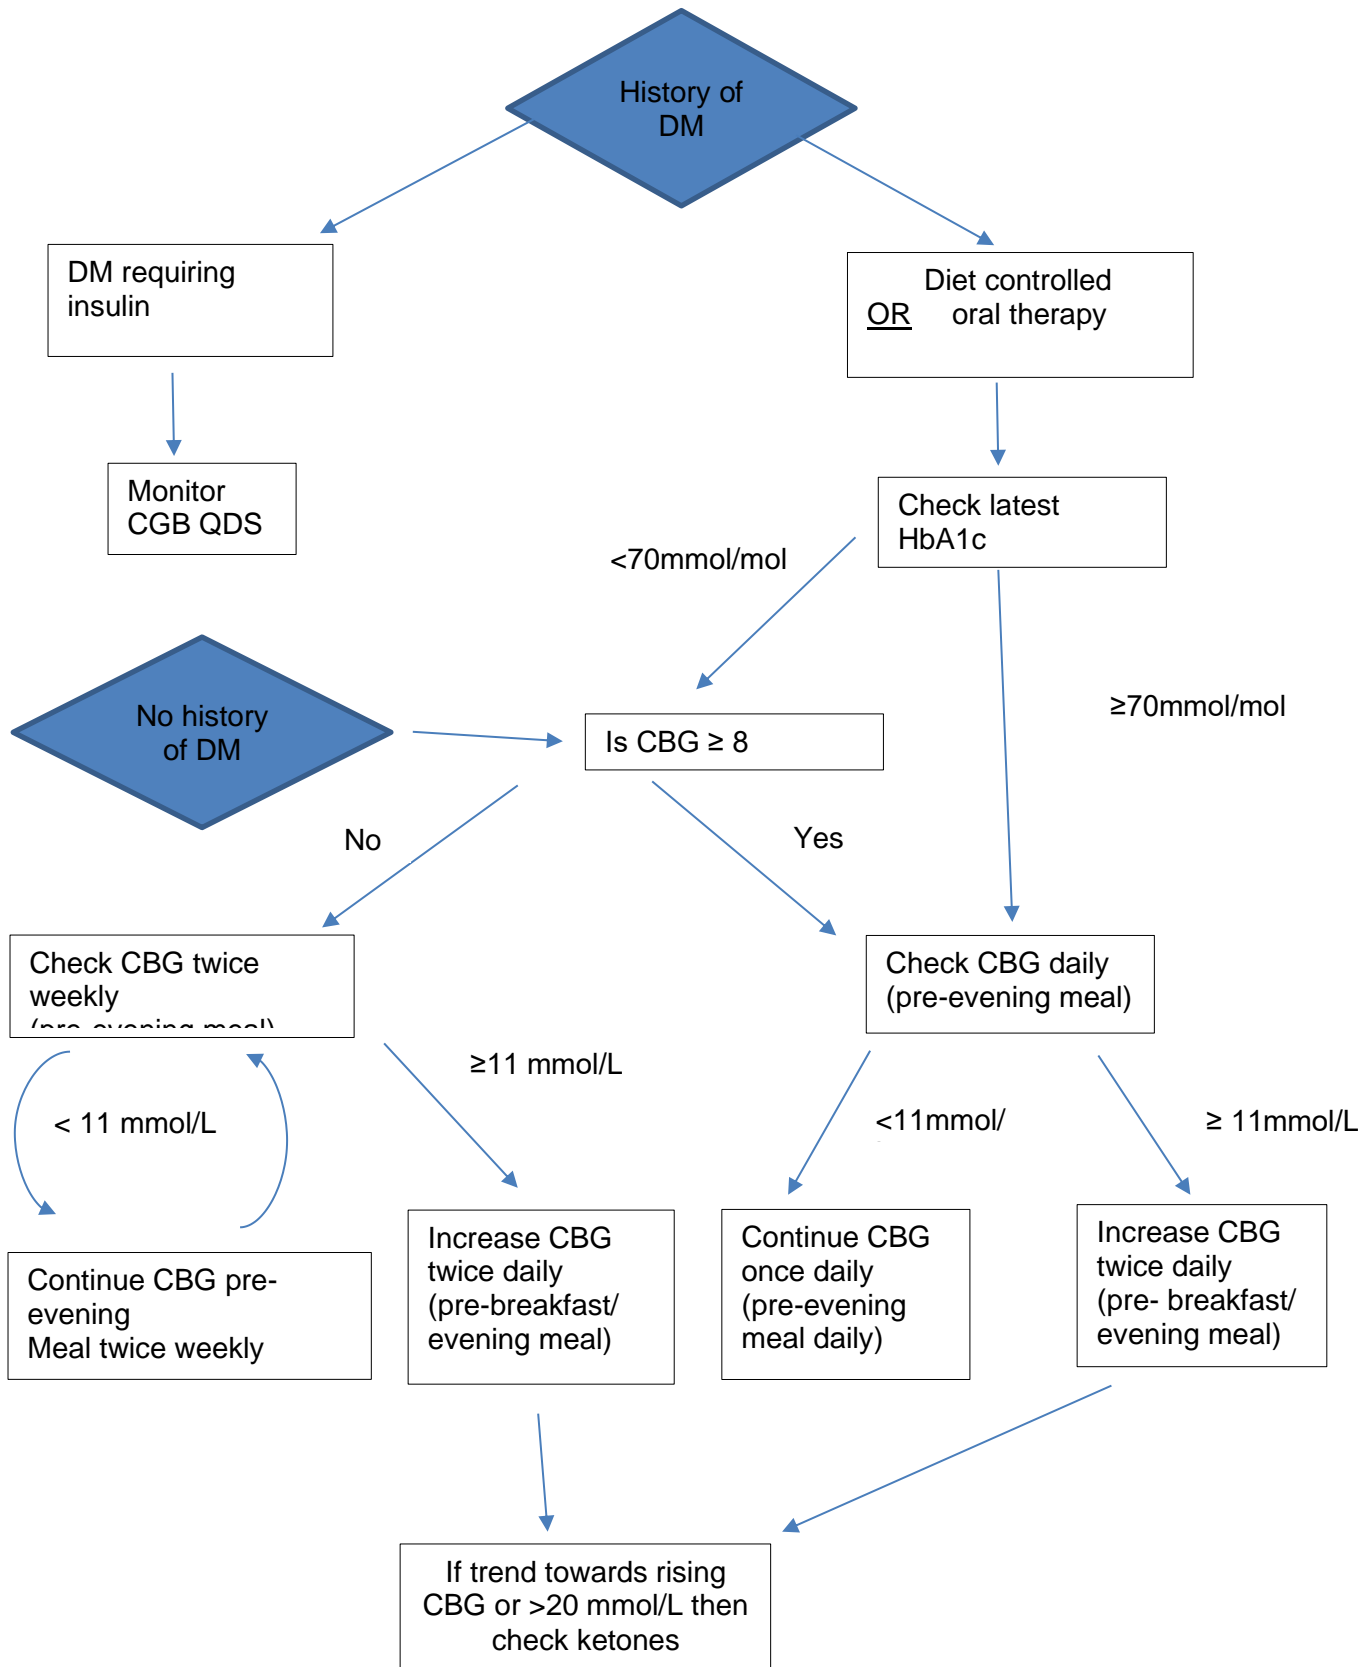 History of
DM
DM requiring
insulin
Diet controlled
OR oral therapy
Monitor
CGB QDS
Check latest
HbA1c
<70mmol/mol
≥70mmol/mol
No history
of DM
Is CBG ≥ 8
No
Yes
Check CBG twice
weekly
(pre-evening meal)
Check CBG daily
(pre-evening meal)
≥11 mmol/L
< 11 mmol/L
<11mmol/
≥ 11mmol/L
Continue CBG pre-
evening
Meal twice weekly
Increase CBG
twice daily
(pre-breakfast/
evening meal)
Continue CBG
once daily
(pre-evening
meal daily)
Increase CBG
twice daily
(pre- breakfast/
evening meal)
If trend towards rising
CBG or >20 mmol/L then
check ketones